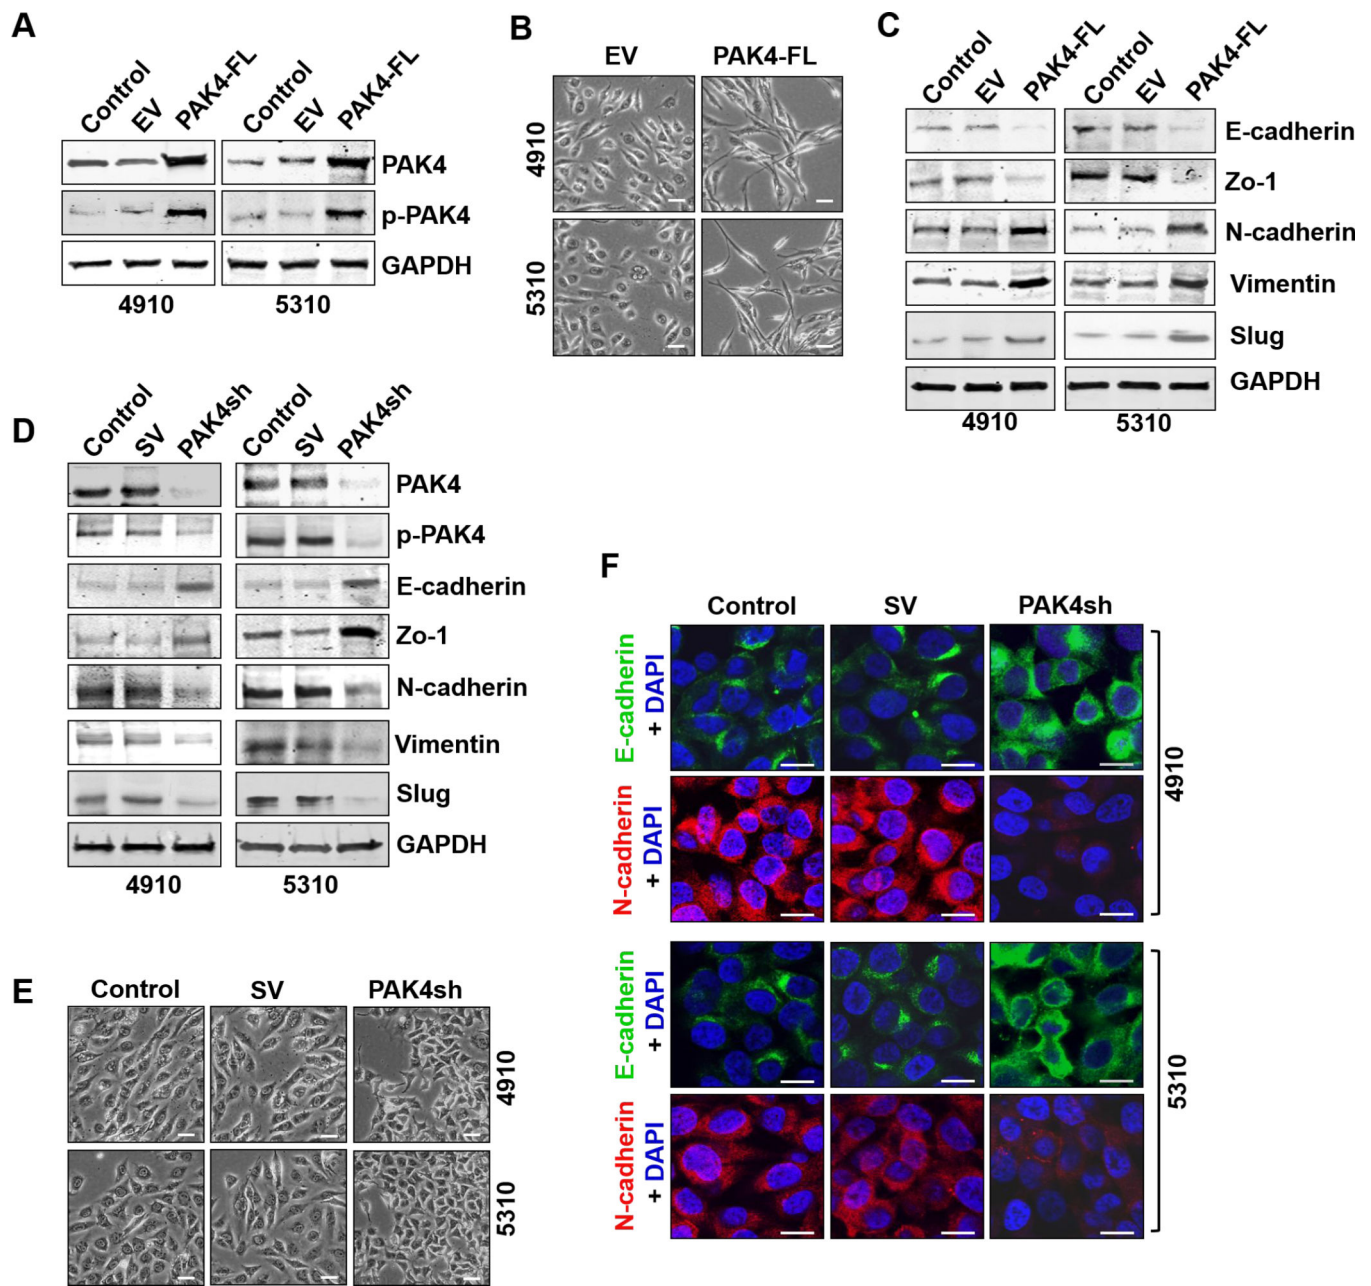 A
Control
EV
PAK4-FL
Control
EV
PAK4-FL
PAK4
p-PAK4
GAPDH
4910
5310
B
EV
PAK4-FL
4910
5310
C
Control
EV
PAK4-FL
Control
EV
PAK4-FL
E-cadherin
Zo-1
N-cadherin
Vimentin
Slug
GAPDH
4910
5310
D
Control
SV
PAK4sh
Control
SV
PAK4sh
PAK4
p-PAK4
E-cadherin
Zo-1
N-cadherin
Vimentin
Slug
GAPDH
4910
5310
E
Control
SV
PAK4sh
4910
5310
F
Control
SV
PAK4sh
E-cadherin
+ DAPI
N-cadherin
+ DAPI
4910
E-cadherin
+ DAPI
N-cadherin
+ DAPI
5310